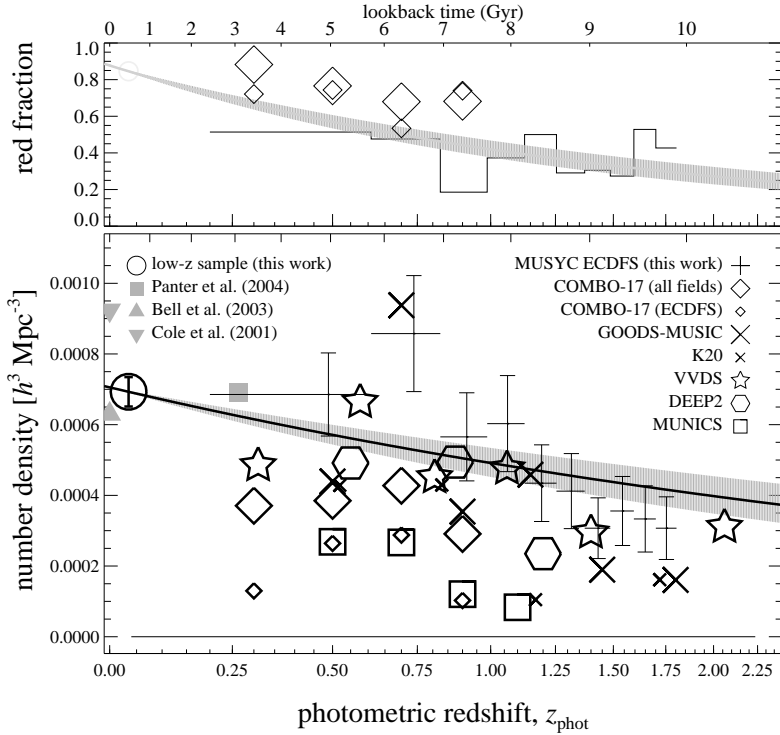 lookback time (Gyr)
0 1 2 3 4 5 6 7 8 9 10
red fraction
1.0
0.8
0.6
0.4
0.2
0.0
number density [h³ Mpc⁻³]
0.0010
0.0008
0.0006
0.0004
0.0002
0.0000
low-z sample (this work)
Panter et al. (2004)
Bell et al. (2003)
Cole et al. (2001)
MUSYC ECDFS (this work)
COMBO-17 (all fields)
COMBO-17 (ECDFS)
GOODS-MUSIC
K20
VVDS
DEEP2
MUNICS
0.00 0.25 0.50 0.75 1.00 1.25 1.50 1.75 2.00 2.25
photometric redshift, z_phot